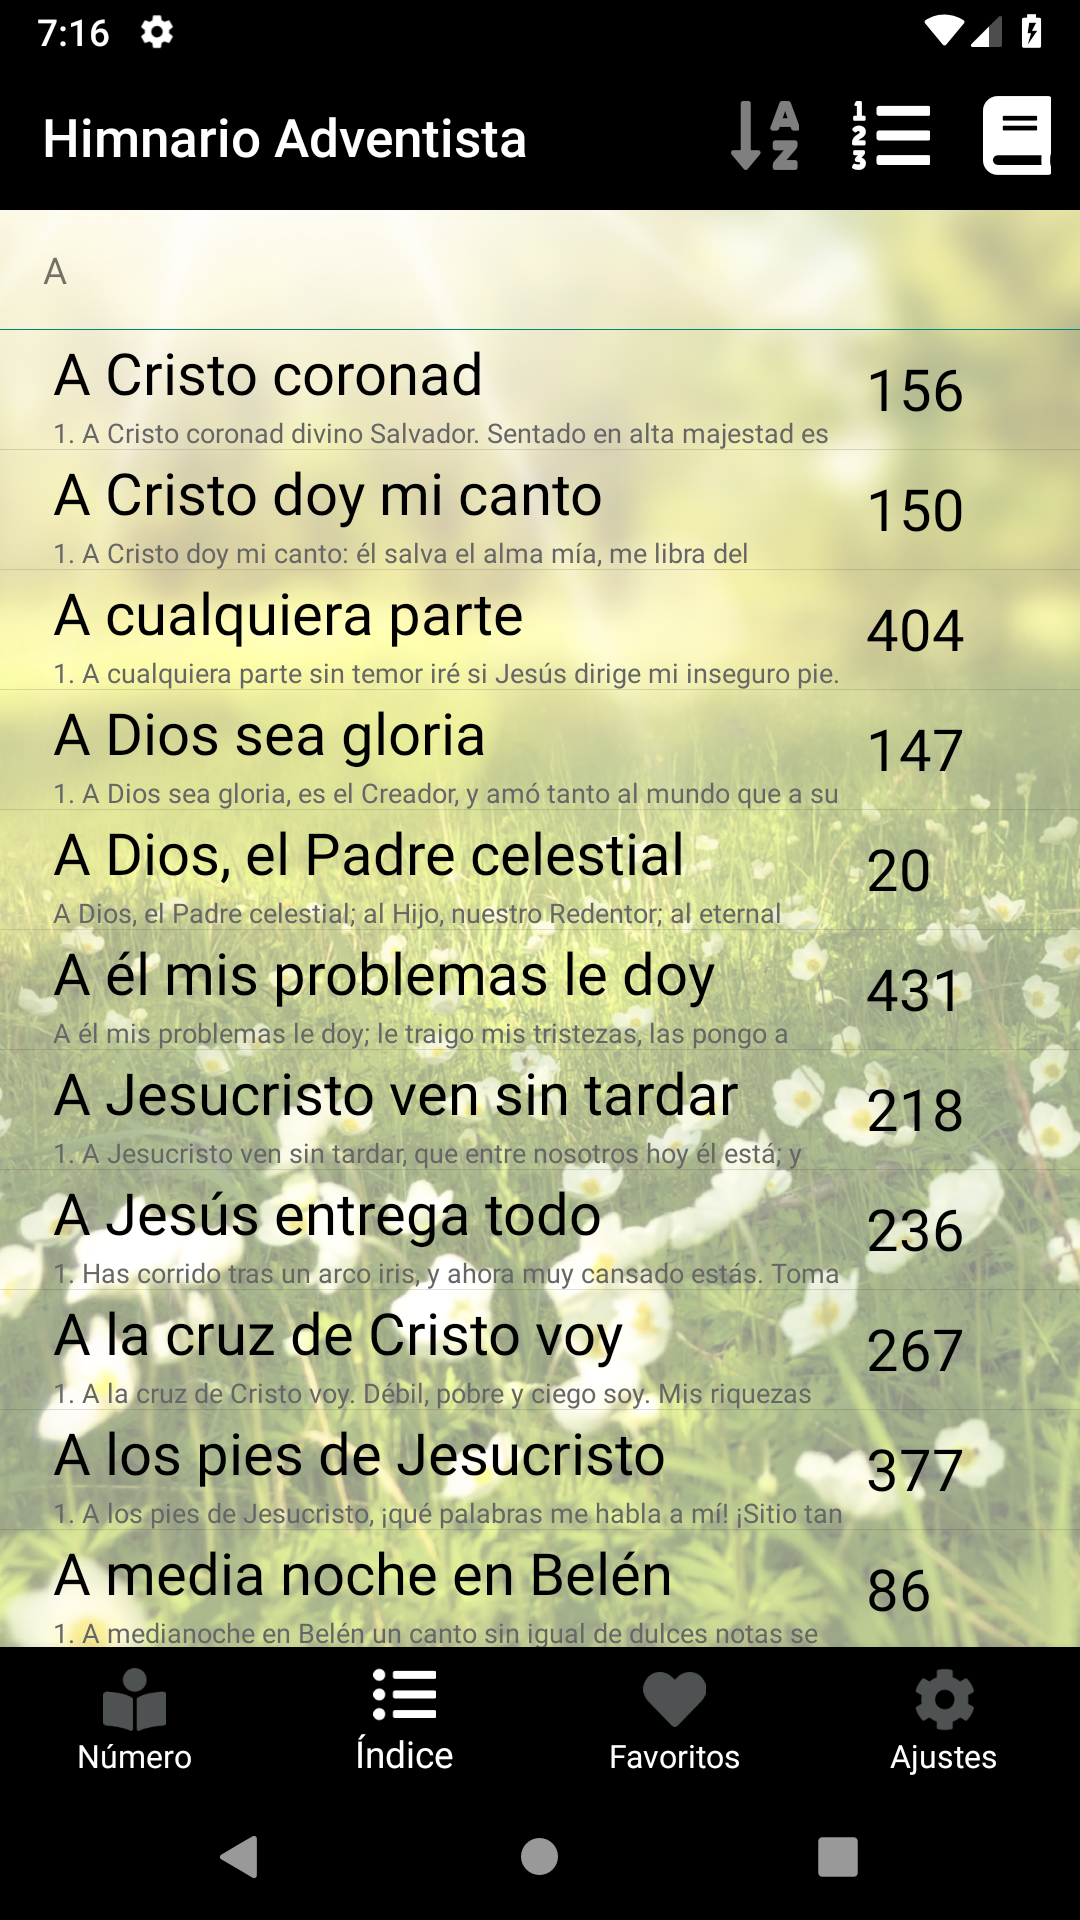 7:16
Himnario Adventista
A
Z
1
2
3
A
A Cristo coronad
156
1. A Cristo coronad divino Salvador. Sentado en alta majestad es
A Cristo doy mi canto
150
1. A Cristo doy mi canto: él salva el alma mía, me libra del
A cualquiera parte
404
1. A cualquiera parte sin temor iré si Jesús dirige mi inseguro pie.
A Dios sea gloria
147
1. A Dios sea gloria, es el Creador, y amó tanto al mundo que a su
A Dios, el Padre celestial
20
A Dios, el Padre celestial; al Hijo, nuestro Redentor; al eternal
A él mis problemas le doy
431
A él mis problemas le doy; le traigo mis tristezas, las pongo a
A Jesucristo ven sin tardar
218
1. A Jesucristo ven sin tardar, que entre nosotros hoy él está; y
A Jesús entrega todo
236
1. Has corrido tras un arco iris, y ahora muy cansado estás. Toma
A la cruz de Cristo voy
267
1. A la cruz de Cristo voy. Débil, pobre y ciego soy. Mis riquezas
A los pies de Jesucristo
377
1. A los pies de Jesucristo, ¡qué palabras me habla a mí! ¡Sitio tan
A media noche en Belén
86
1. A medianoche en Belén un canto sin igual de dulces notas se
Número
Índice
Favoritos
Ajustes